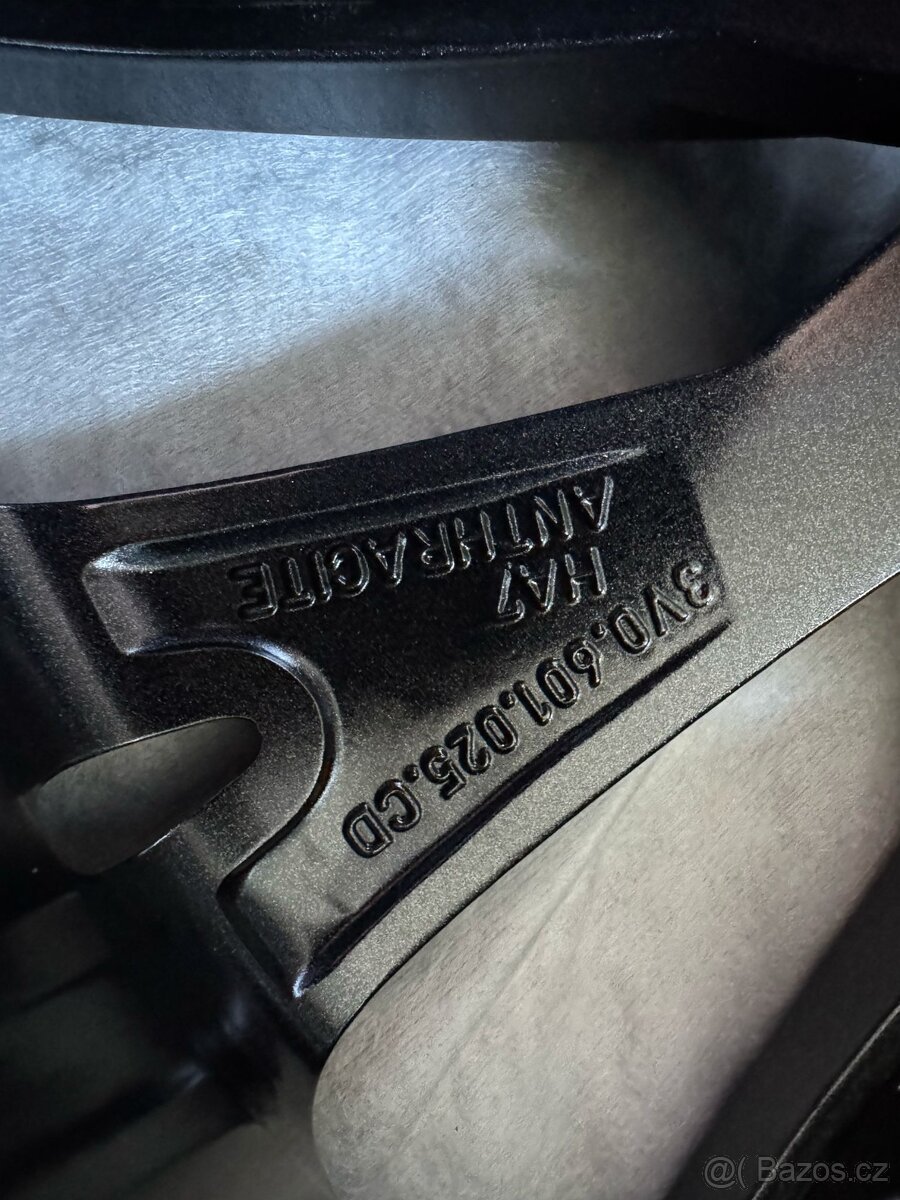 3V0.601.025.CD
HA7
ANTHRACITE
@( Bazos.cz